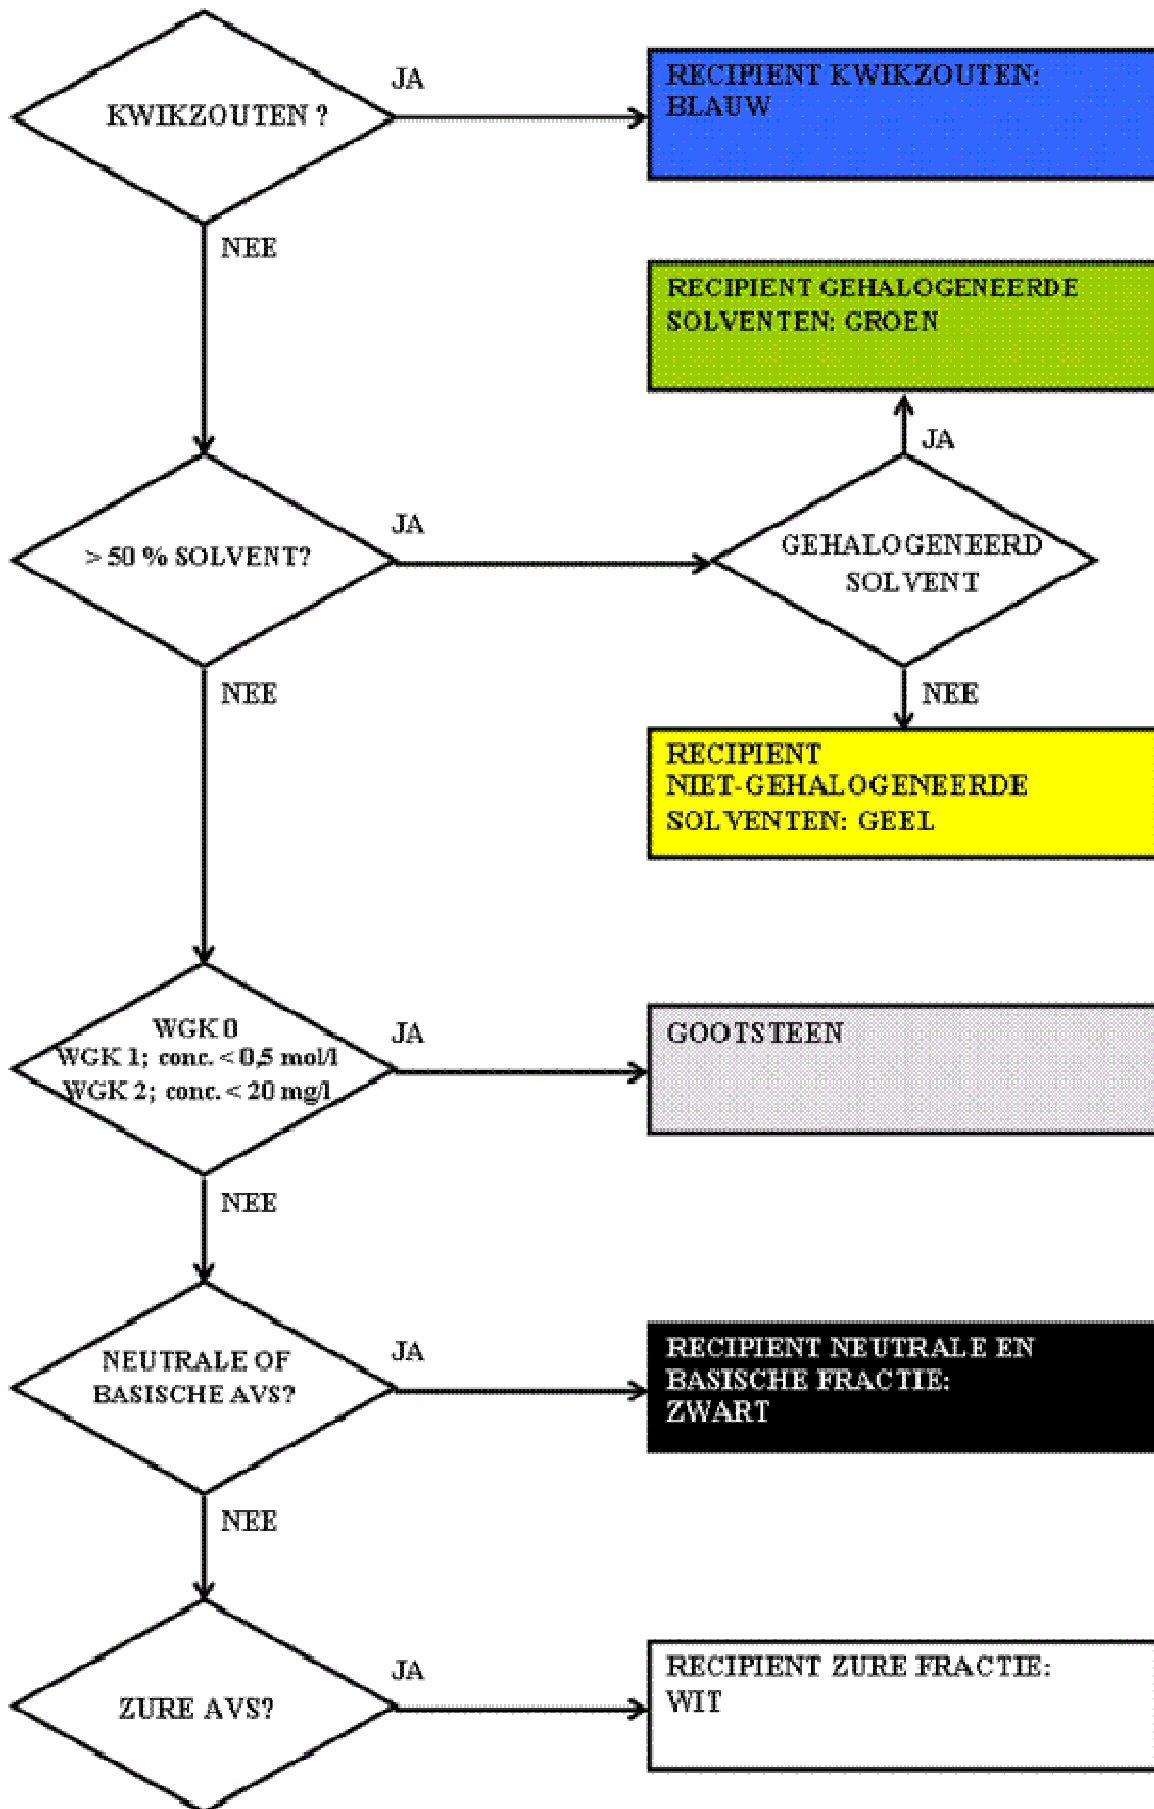 KWIKZOUTEN ?
JA
RECIPIENT KWIKZOUTEN:
BLAUW
NEE
RECIPIENT GEHALOGENEERDE
SOLVENTEN: GROEN
JA
> 50 % SOLVENT?
JA
GEHALOGENEERD
SOLVENT
NEE
NEE
RECIPIENT
NIET-GEHALOGENEERDE
SOLVENTEN: GEEL
WGK 0
WGK 1; conc. < 0,5 mol/l
WGK 2; conc. < 20 mg/l
JA
GOOTSTEEN
NEE
NEUTRALE OF
BASISCHE AVS?
JA
RECIPIENT NEUTRALE EN
BASISCHE FRACTIE:
ZWART
NEE
ZURE AVS?
JA
RECIPIENT ZURE FRACTIE:
WIT